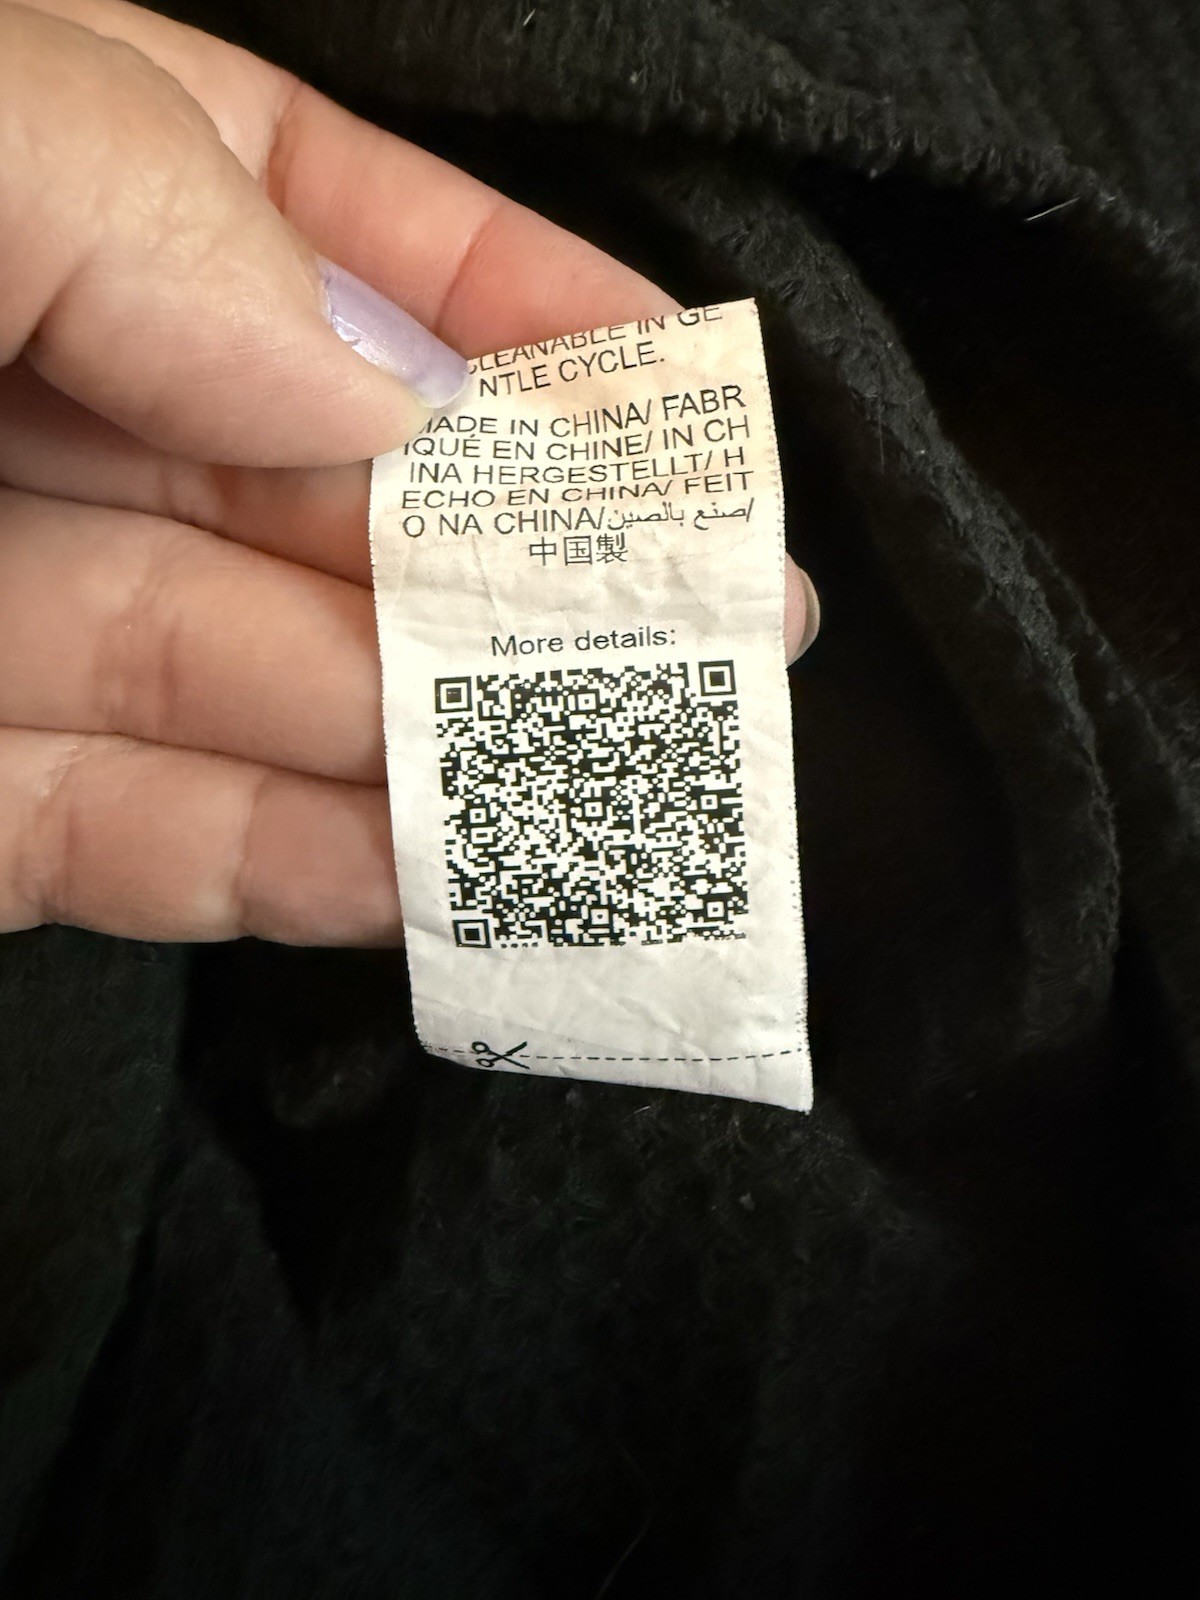 CLEANABLE IN GE
NTLE CYCLE.
MADE IN CHINA/ FABR
IQUÉ EN CHINE/ IN CH
INA HERGESTELLT/ H
ECHO EN CHINA/ FEIT
O NA CHINA/صنع بالصين/
中国製
More details: